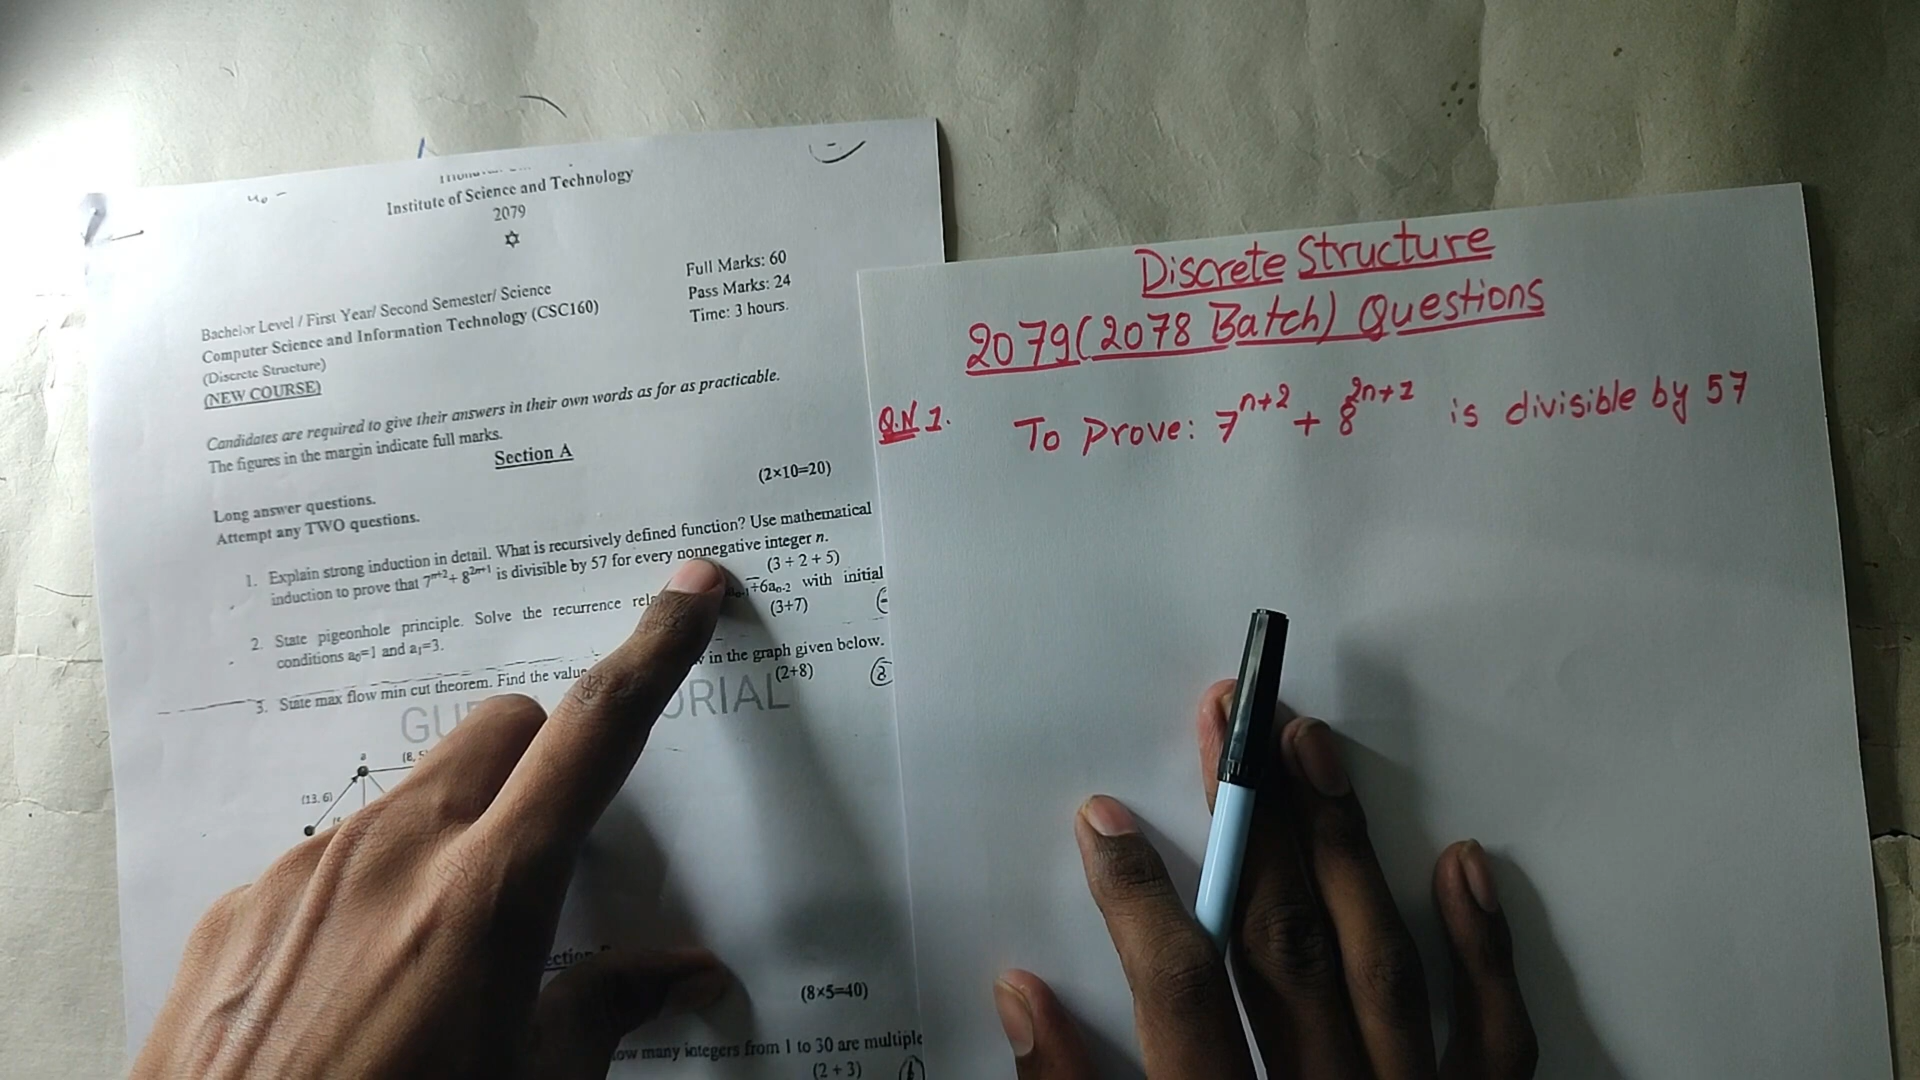 Institute of Science and Technology
2079
Full Marks: 60
Pass Marks: 24
Time: 3 hours.
Bachelor Level / First Year/ Second Semester/ Science
Computer Science and Information Technology (CSC160)
(Discrete Structure)
(NEW COURSE)
Candidates are required to give their answers in their own words as for as practicable.
The figures in the margin indicate full marks.
Section A
(2×10=20)
Long answer questions.
Attempt any TWO questions.
1. Explain strong induction in detail. What is recursively defined function? Use mathematical
induction to prove that 7ⁿ⁺²+ 8²ⁿ⁺¹ is divisible by 57 for every nonnegative integer n.
(3 + 2 + 5)
2. State pigeonhole principle. Solve the recurrence +6aₙ₋₂ with initial
conditions a₀=1 and a₁=3.
(3+7)
3. State max flow min cut theorem. Find the value in the graph given below.
(2+8)
a
(13, 6)
(8×5=40)
many integers from 1 to 30 are multiple
(2 + 3)
Discrete Structure
2079(2078 Batch) Questions
Q.N 1. To Prove: 7ⁿ⁺² + 8²ⁿ⁺¹ is divisible by 57